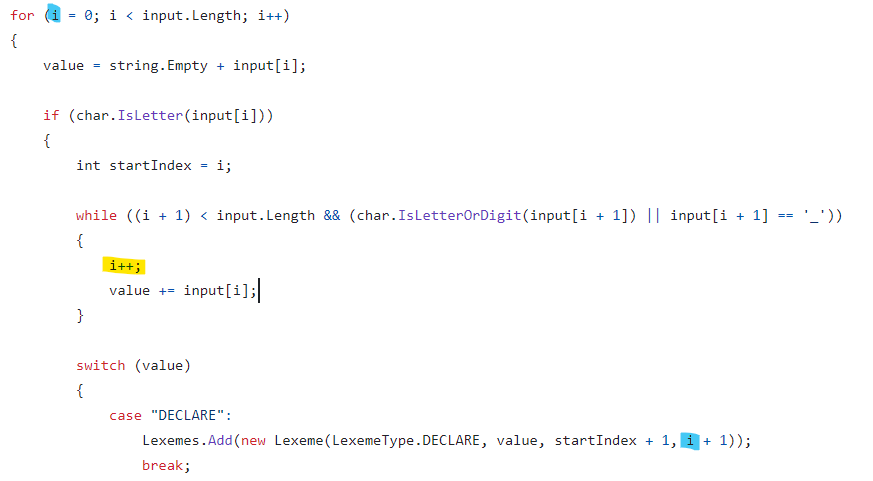 for (i = 0; i < input.Length; i++)
{
    value = string.Empty + input[i];

    if (char.IsLetter(input[i]))
    {
        int startIndex = i;

        while ((i + 1) < input.Length && (char.IsLetterOrDigit(input[i + 1]) || input[i + 1] == '_'))
        {
            i++;
            value += input[i];
        }

        switch (value)
        {
            case "DECLARE":
                Lexemes.Add(new Lexeme(LexemeType.DECLARE, value, startIndex + 1, i + 1));
                break;